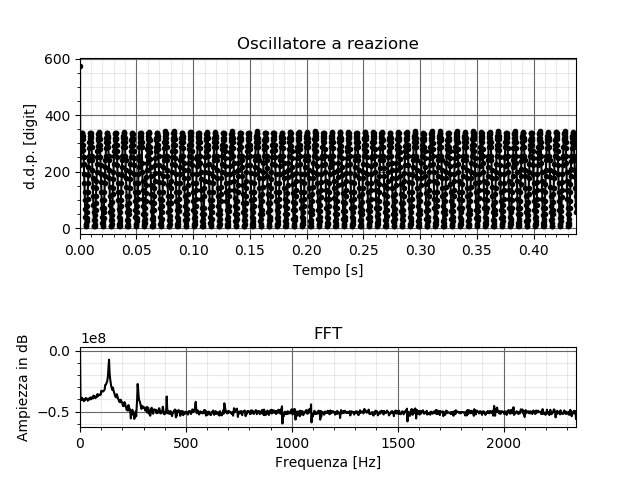 Oscillatore a reazione
600
400
200
0
d.d.p. [digit]
0.00 0.05 0.10 0.15 0.20 0.25 0.30 0.35 0.40
Tempo [s]
FFT
1e8
0.0
−0.5
Ampiezza in dB
0 500 1000 1500 2000
Frequenza [Hz]